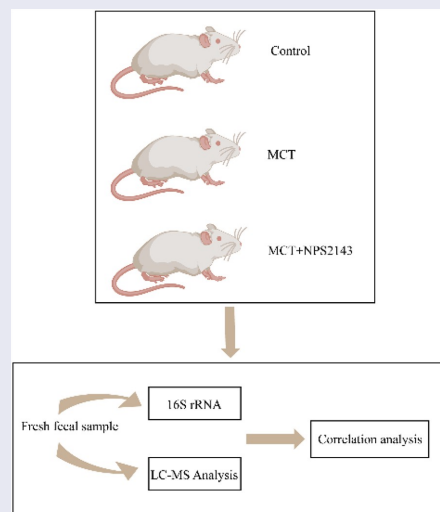 Control
MCT
MCT+NPS2143
16S rRNA
Fresh fecal sample
Correlation analysis
LC-MS Analysis